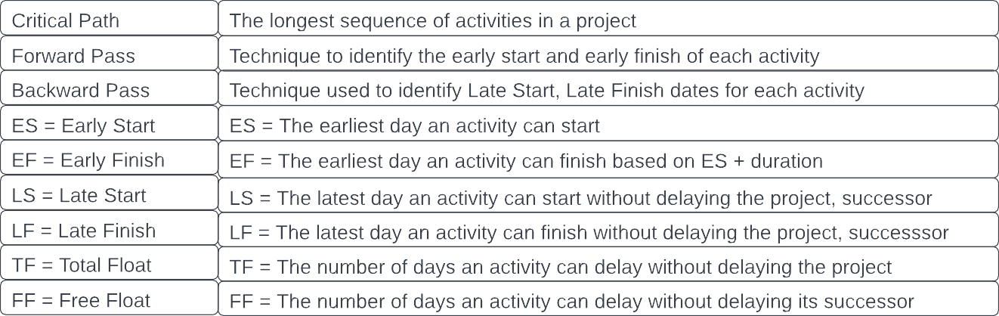 Critical Path
The longest sequence of activities in a project
Forward Pass
Technique to identify the early start and early finish of each activity
Backward Pass
Technique used to identify Late Start, Late Finish dates for each activity
ES = Early Start
ES = The earliest day an activity can start
EF = Early Finish
EF = The earliest day an activity can finish based on ES + duration
LS = Late Start
LS = The latest day an activity can start without delaying the project, successor
LF = Late Finish
LF = The latest day an activity can finish without delaying the project, successsor
TF = Total Float
TF = The number of days an activity can delay without delaying the project
FF = Free Float
FF = The number of days an activity can delay without delaying its successor